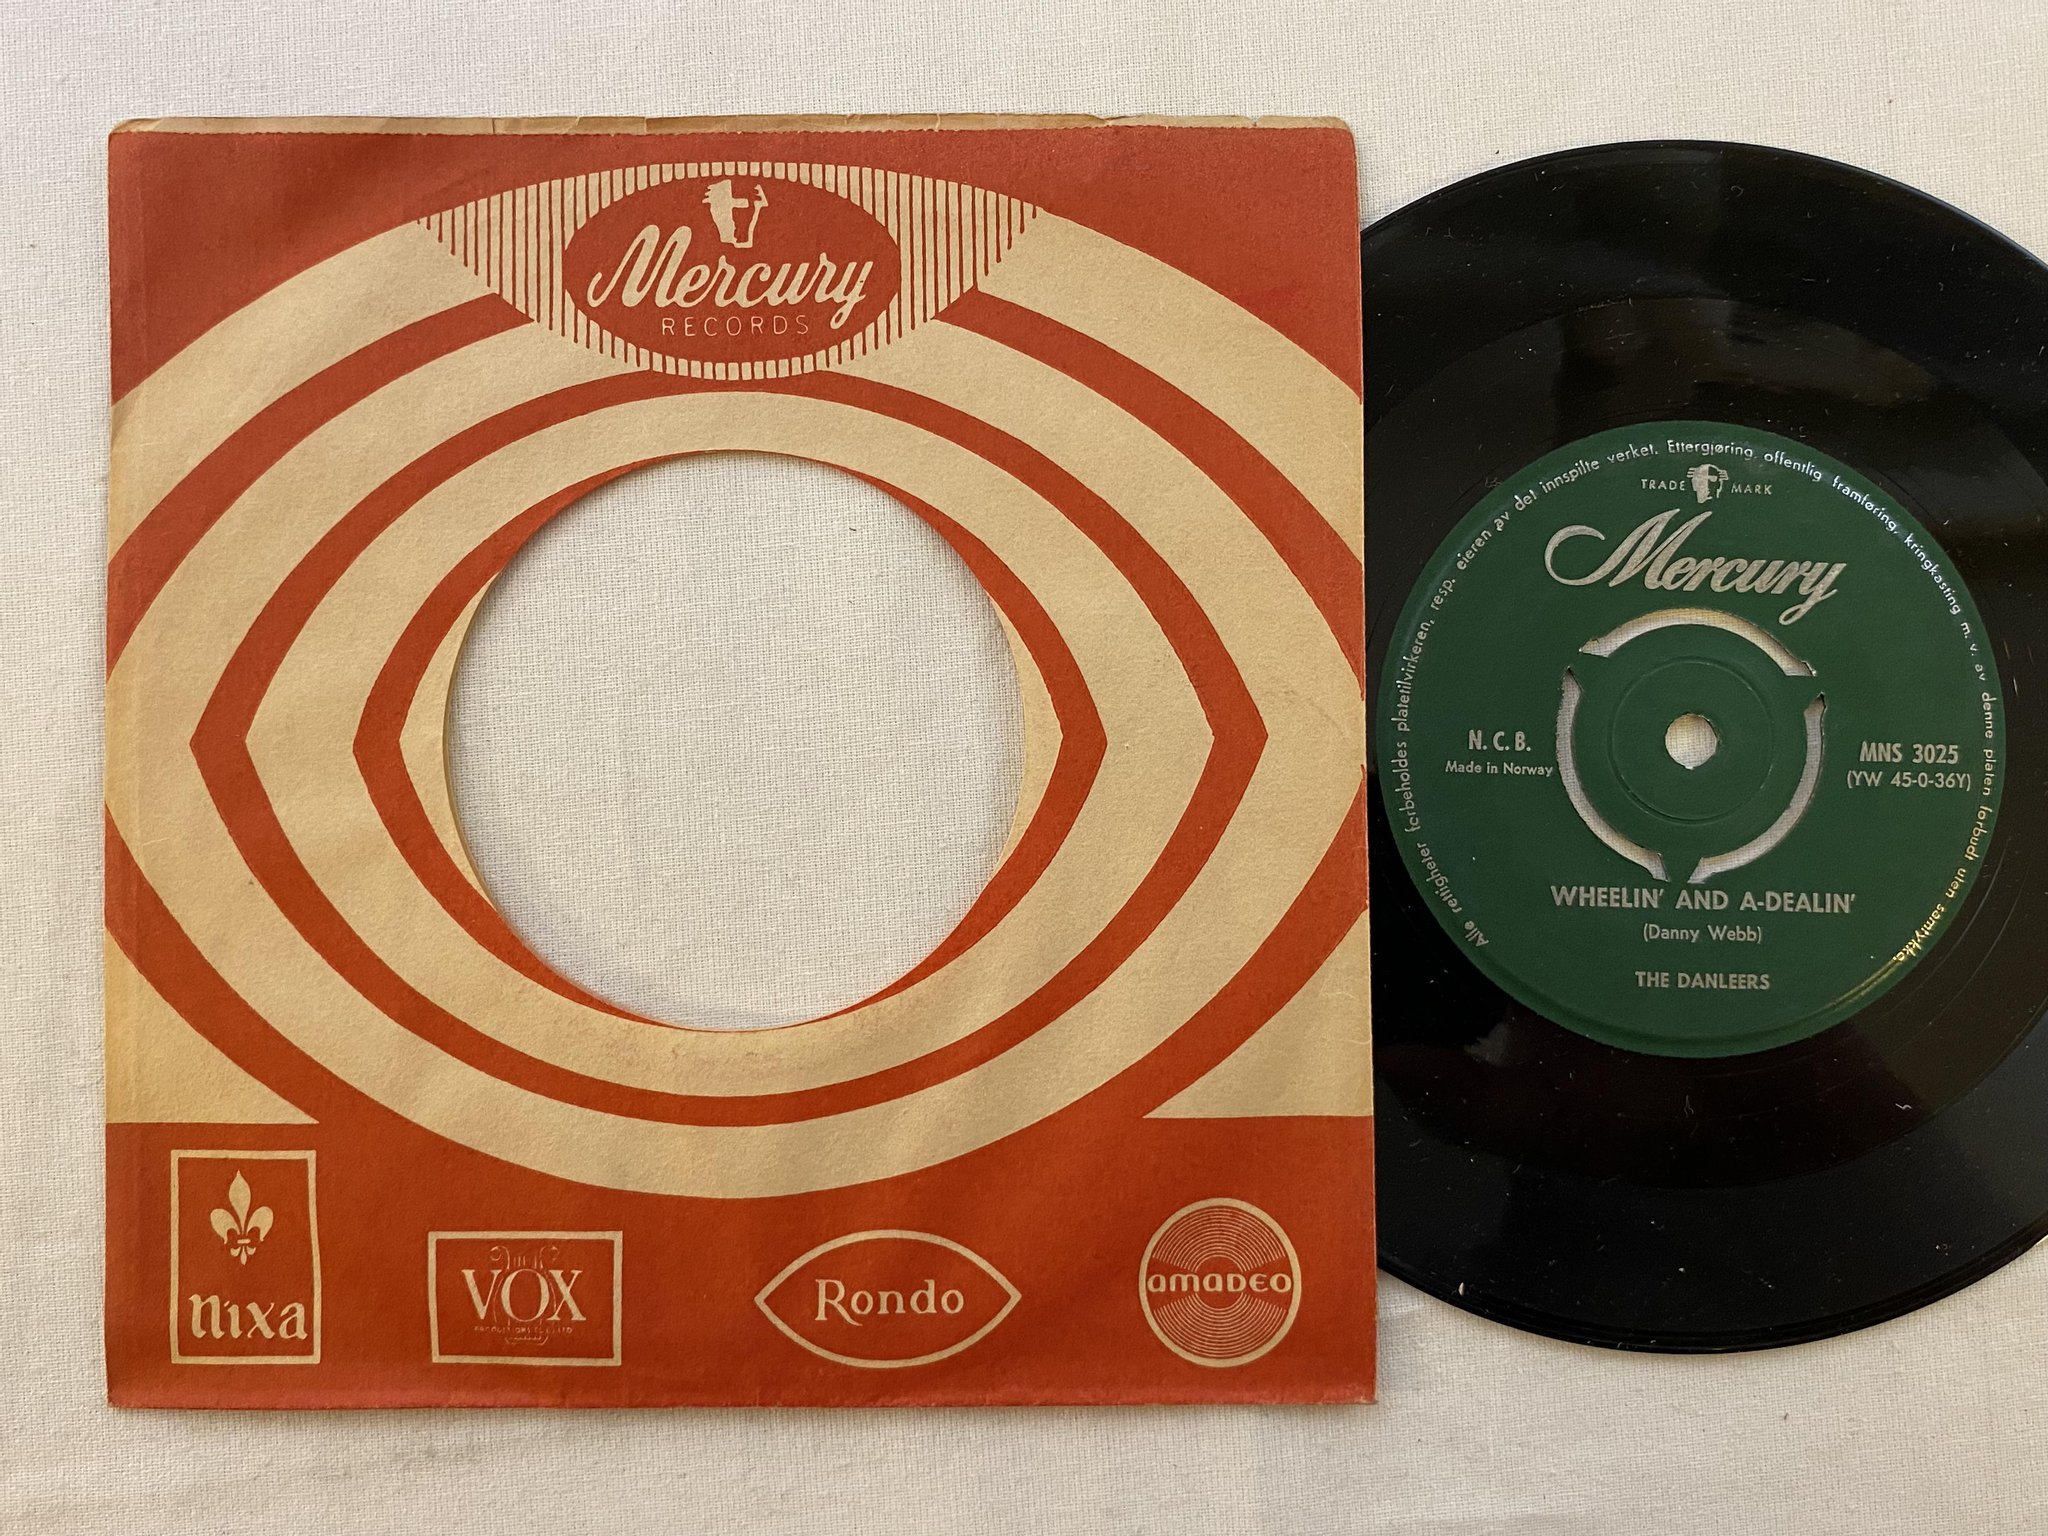 Mercury
RECORDS
nixa
VOX
Rondo
AMADEO
Alle rettigheter forbeholdes platetilvirkeren, resp. eieren av det innspilte verket. Ettergjøring, offentlig framføring, kringkasting m. v. av denne platen forbudt uten samtykke.
TRADE MARK
Mercury
N. C. B.
Made in Norway
MNS 3025
(YW 45-0-36Y)
WHEELIN' AND A-DEALIN'
(Danny Webb)
THE DANLEERS